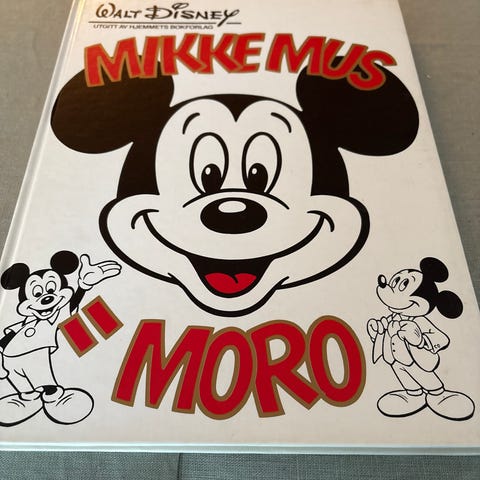 WALT DISNEY
UTGITT AV HJEMMETS BOKFORLAG
MIKKE MUS
"MORO